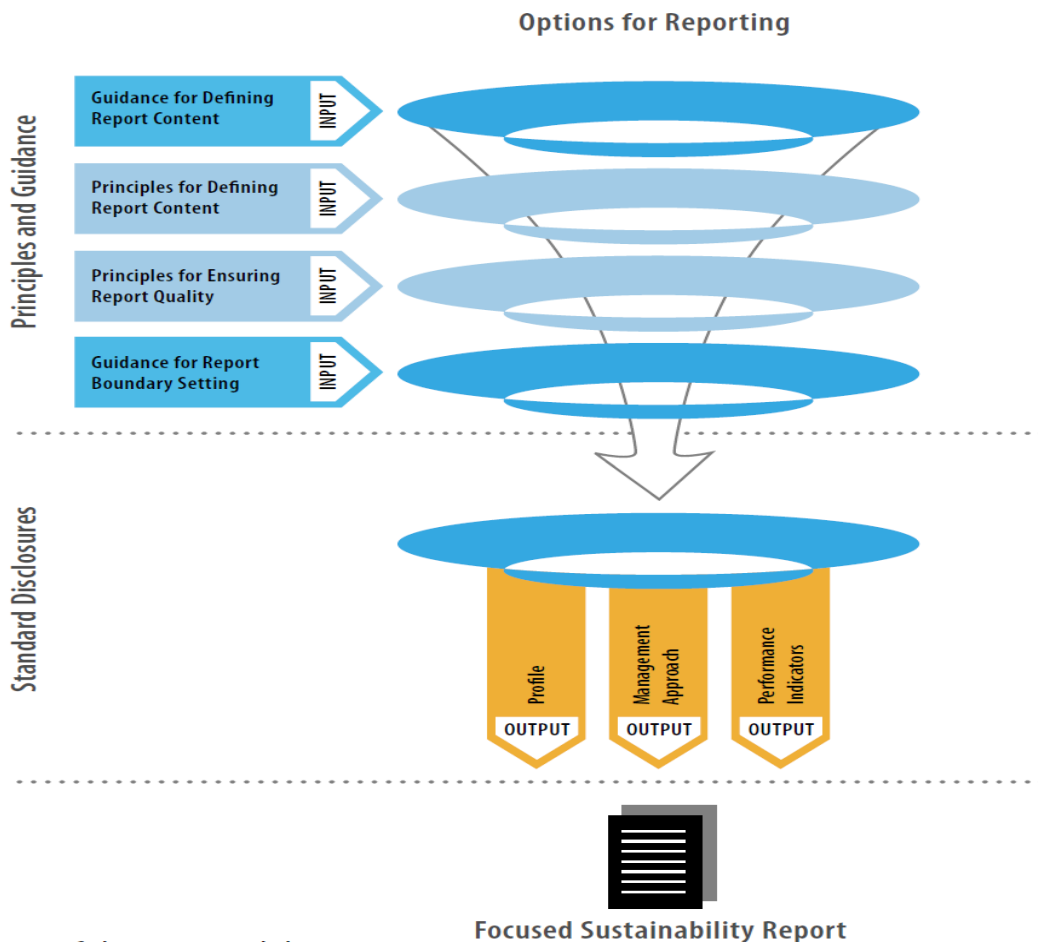 Options for Reporting
Principles and Guidance
Guidance for Defining
Report Content
INPUT
Principles for Defining
Report Content
INPUT
Principles for Ensuring
Report Quality
INPUT
Guidance for Report
Boundary Setting
INPUT
Standard Disclosures
Profile
OUTPUT
Management
Approach
OUTPUT
Performance
Indicators
OUTPUT
Focused Sustainability Report